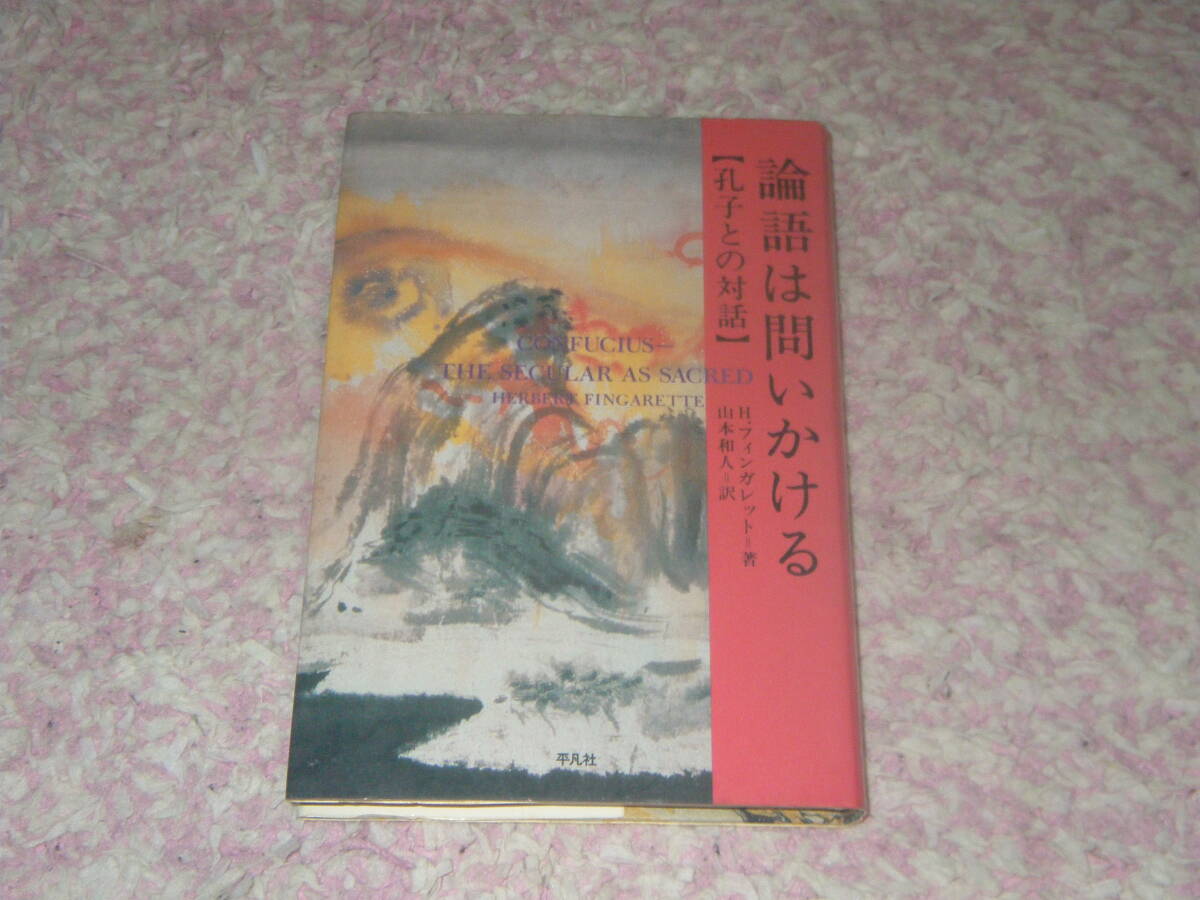 論語は問いかける
【孔子との対話】
H・フィンガレット=著
山本和人=訳
CONFUCIUS—
THE SECULAR AS SACRED
HERBERT FINGARETTE
平凡社